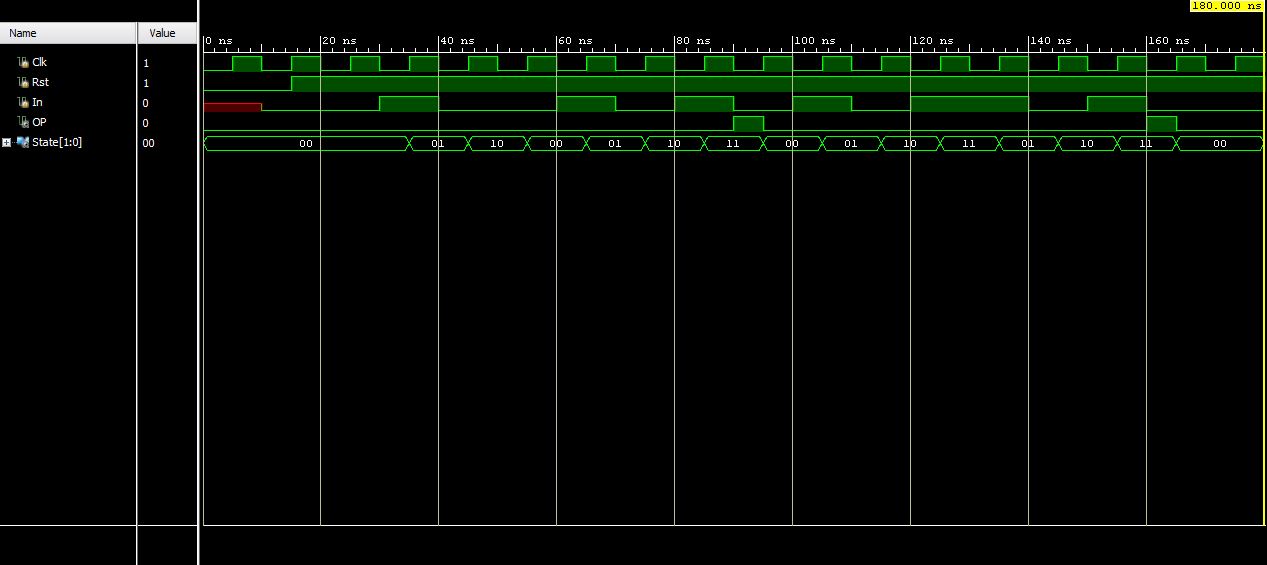 180.000 ns
Name Value
0 ns 20 ns 40 ns 60 ns 80 ns 100 ns 120 ns 140 ns 160 ns
Clk 1
Rst 1
In 0
OP 0
State[1:0] 00 00 01 10 00 01 10 11 00 01 10 11 01 10 11 00